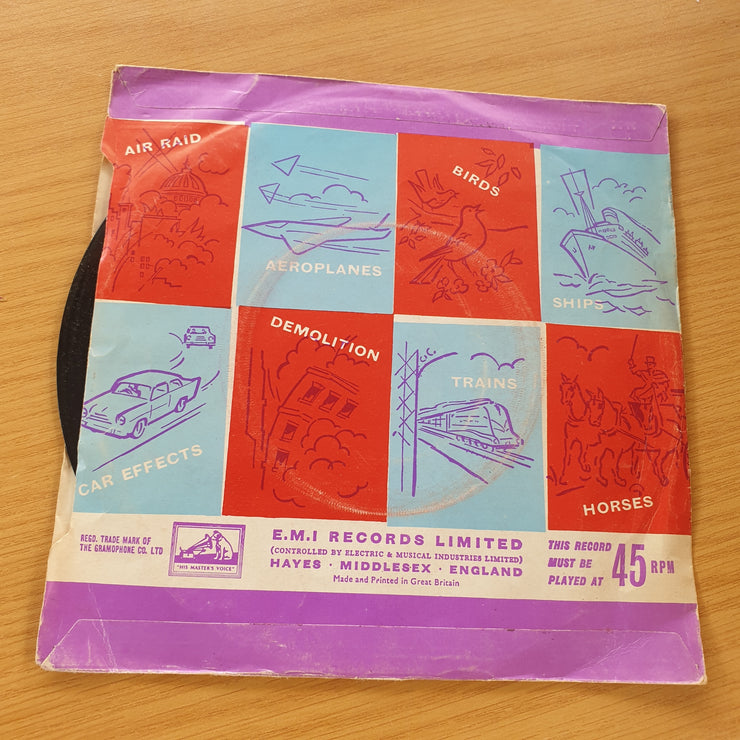 AIR RAID
AEROPLANES
BIRDS
SHIPS
CAR EFFECTS
DEMOLITION
TRAINS
HORSES
REGD. TRADE MARK OF
THE GRAMOPHONE CO. LTD
"HIS MASTER'S VOICE"
E.M.I RECORDS LIMITED
(CONTROLLED BY ELECTRIC & MUSICAL INDUSTRIES LIMITED)
HAYES · MIDDLESEX · ENGLAND
Made and Printed in Great Britain
THIS RECORD
MUST BE
PLAYED AT
45 RPM